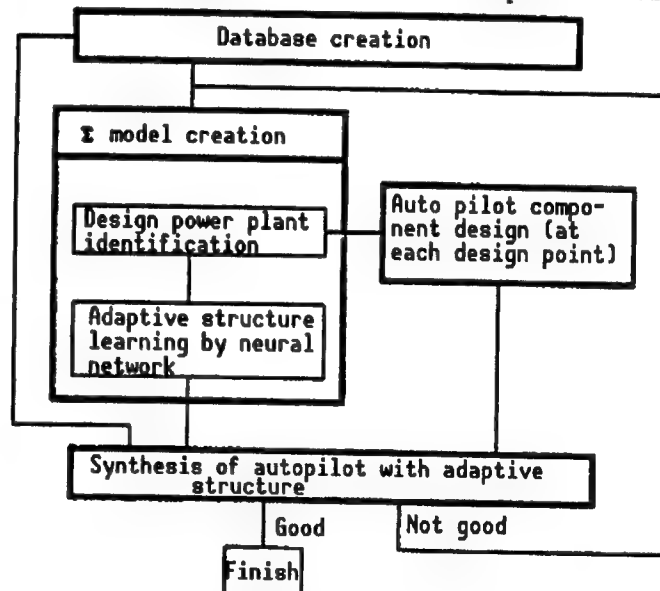 Database creation
Σ model creation
Design power plant
identification
Auto pilot compo-
nent design (at
each design point)
Adaptive structure
learning by neural
network
Synthesis of autopilot with adaptive
structure
Good
Not good
Finish